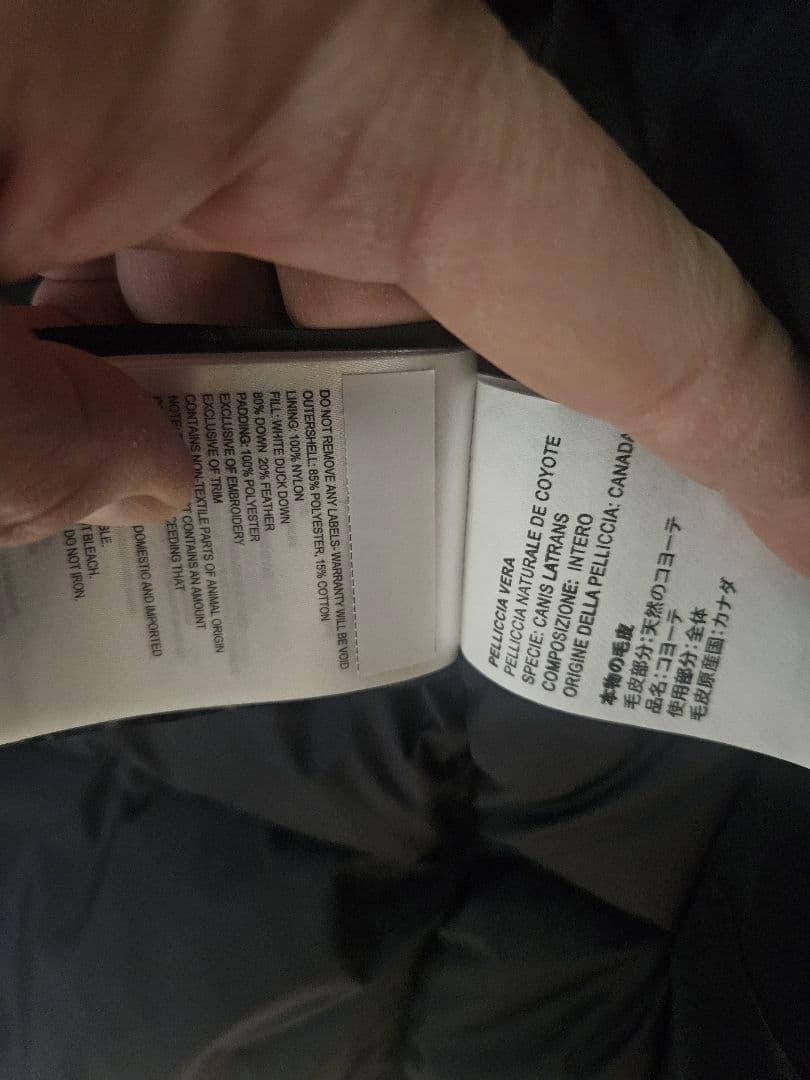 DO NOT REMOVE ANY LABELS- WARRANTY WILL BE VOID
OUTERSHELL: 85% POLYESTER, 15% COTTON
LINING: 100% NYLON
FILL: WHITE DUCK DOWN
80% DOWN 20% FEATHER
PADDING: 100% POLYESTER
EXCLUSIVE OF EMBROIDERY
EXCLUSIVE OF TRIM
CONTAINS NON-TEXTILE PARTS OF ANIMAL ORIGIN
CONTAINS AN AMOUNT
THAT
DOMESTIC AND IMPORTED
BLEACH.
DO NOT IRON.
PELLICCIA VERA
PELLICCIA NATURALE DE COYOTE
SPECIE: CANIS LATRANS
COMPOSIZIONE: INTERO
ORIGINE DELLA PELLICCIA: CANADA
本物の毛皮
毛皮部分:天然のコヨーテ
品名:コヨーテ
使用部分:全体
毛皮原産国:カナダ